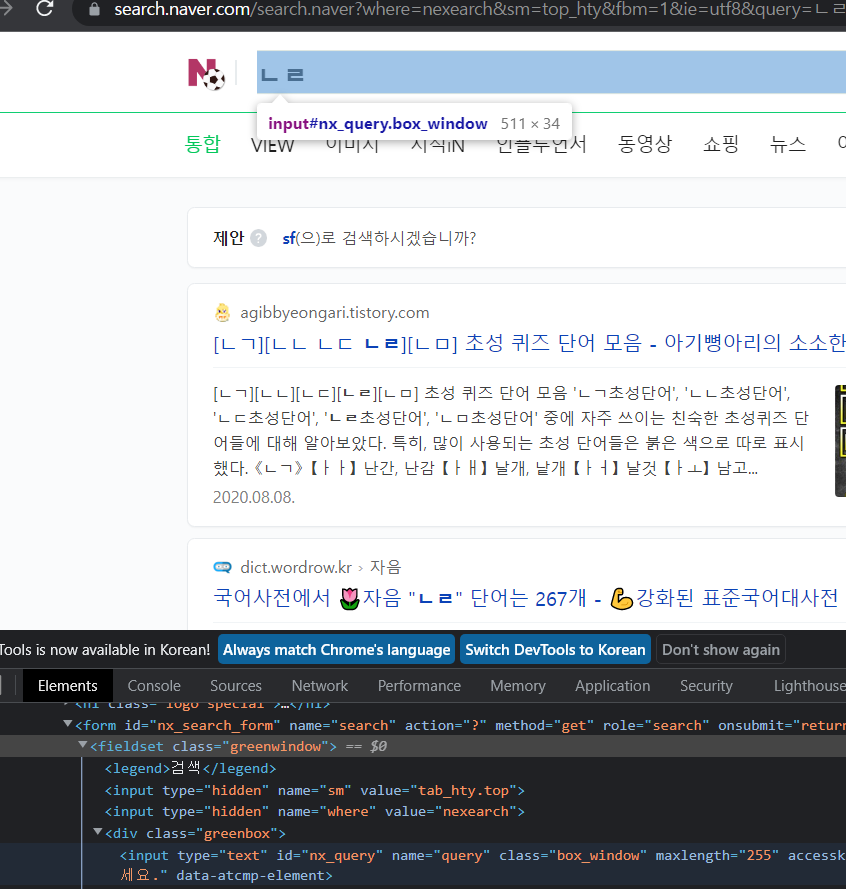 search.naver.com/search.naver?where=nexearch&sm=top_hty&fbm=1&ie=utf8&query=ㄴㄹ
N
ㄴㄹ
input#nx_query.box_window 511 × 34
통합 VIEW 이미지 지식iN 인플루언서 동영상 쇼핑 뉴스
제안 ? sf(으)로 검색하시겠습니까?
agibbyeongari.tistory.com
[ㄴㄱ][ㄴㄴ ㄴㄷ ㄴㄹ][ㄴㅁ] 초성 퀴즈 단어 모음 - 아기뼝아리의 소소한
[ㄴㄱ][ㄴㄴ][ㄴㄷ][ㄴㄹ][ㄴㅁ] 초성 퀴즈 단어 모음 'ㄴㄱ초성단어', 'ㄴㄴ초성단어',
'ㄴㄷ초성단어', 'ㄴㄹ초성단어', 'ㄴㅁ초성단어' 중에 자주 쓰이는 친숙한 초성퀴즈 단
어들에 대해 알아보았다. 특히, 많이 사용되는 초성 단어들은 붉은 색으로 따로 표시
했다.《ㄴㄱ》【ㅏㅏ】난간, 난감【ㅏㅐ】날개, 낱개【ㅏㅓ】날것【ㅏㅗ】남고...
2020.08.08.
dict.wordrow.kr › 자음
국어사전에서 🌷자음 "ㄴㄹ" 단어는 267개 - 💪강화된 표준국어대사전
Tools is now available in Korean! Always match Chrome's language Switch DevTools to Korean Don't show again
Elements Console Sources Network Performance Memory Application Security Lighthouse
<h1 class="logo special">…</h1>
<form id="nx_search_form" name="search" action="?" method="get" role="search" onsubmit="return
<fieldset class="greenwindow"> == $0
<legend>검색</legend>
<input type="hidden" name="sm" value="tab_hty.top">
<input type="hidden" name="where" value="nexearch">
<div class="greenbox">
<input type="text" id="nx_query" name="query" class="box_window" maxlength="255" accessk
세요." data-atcmp-element>